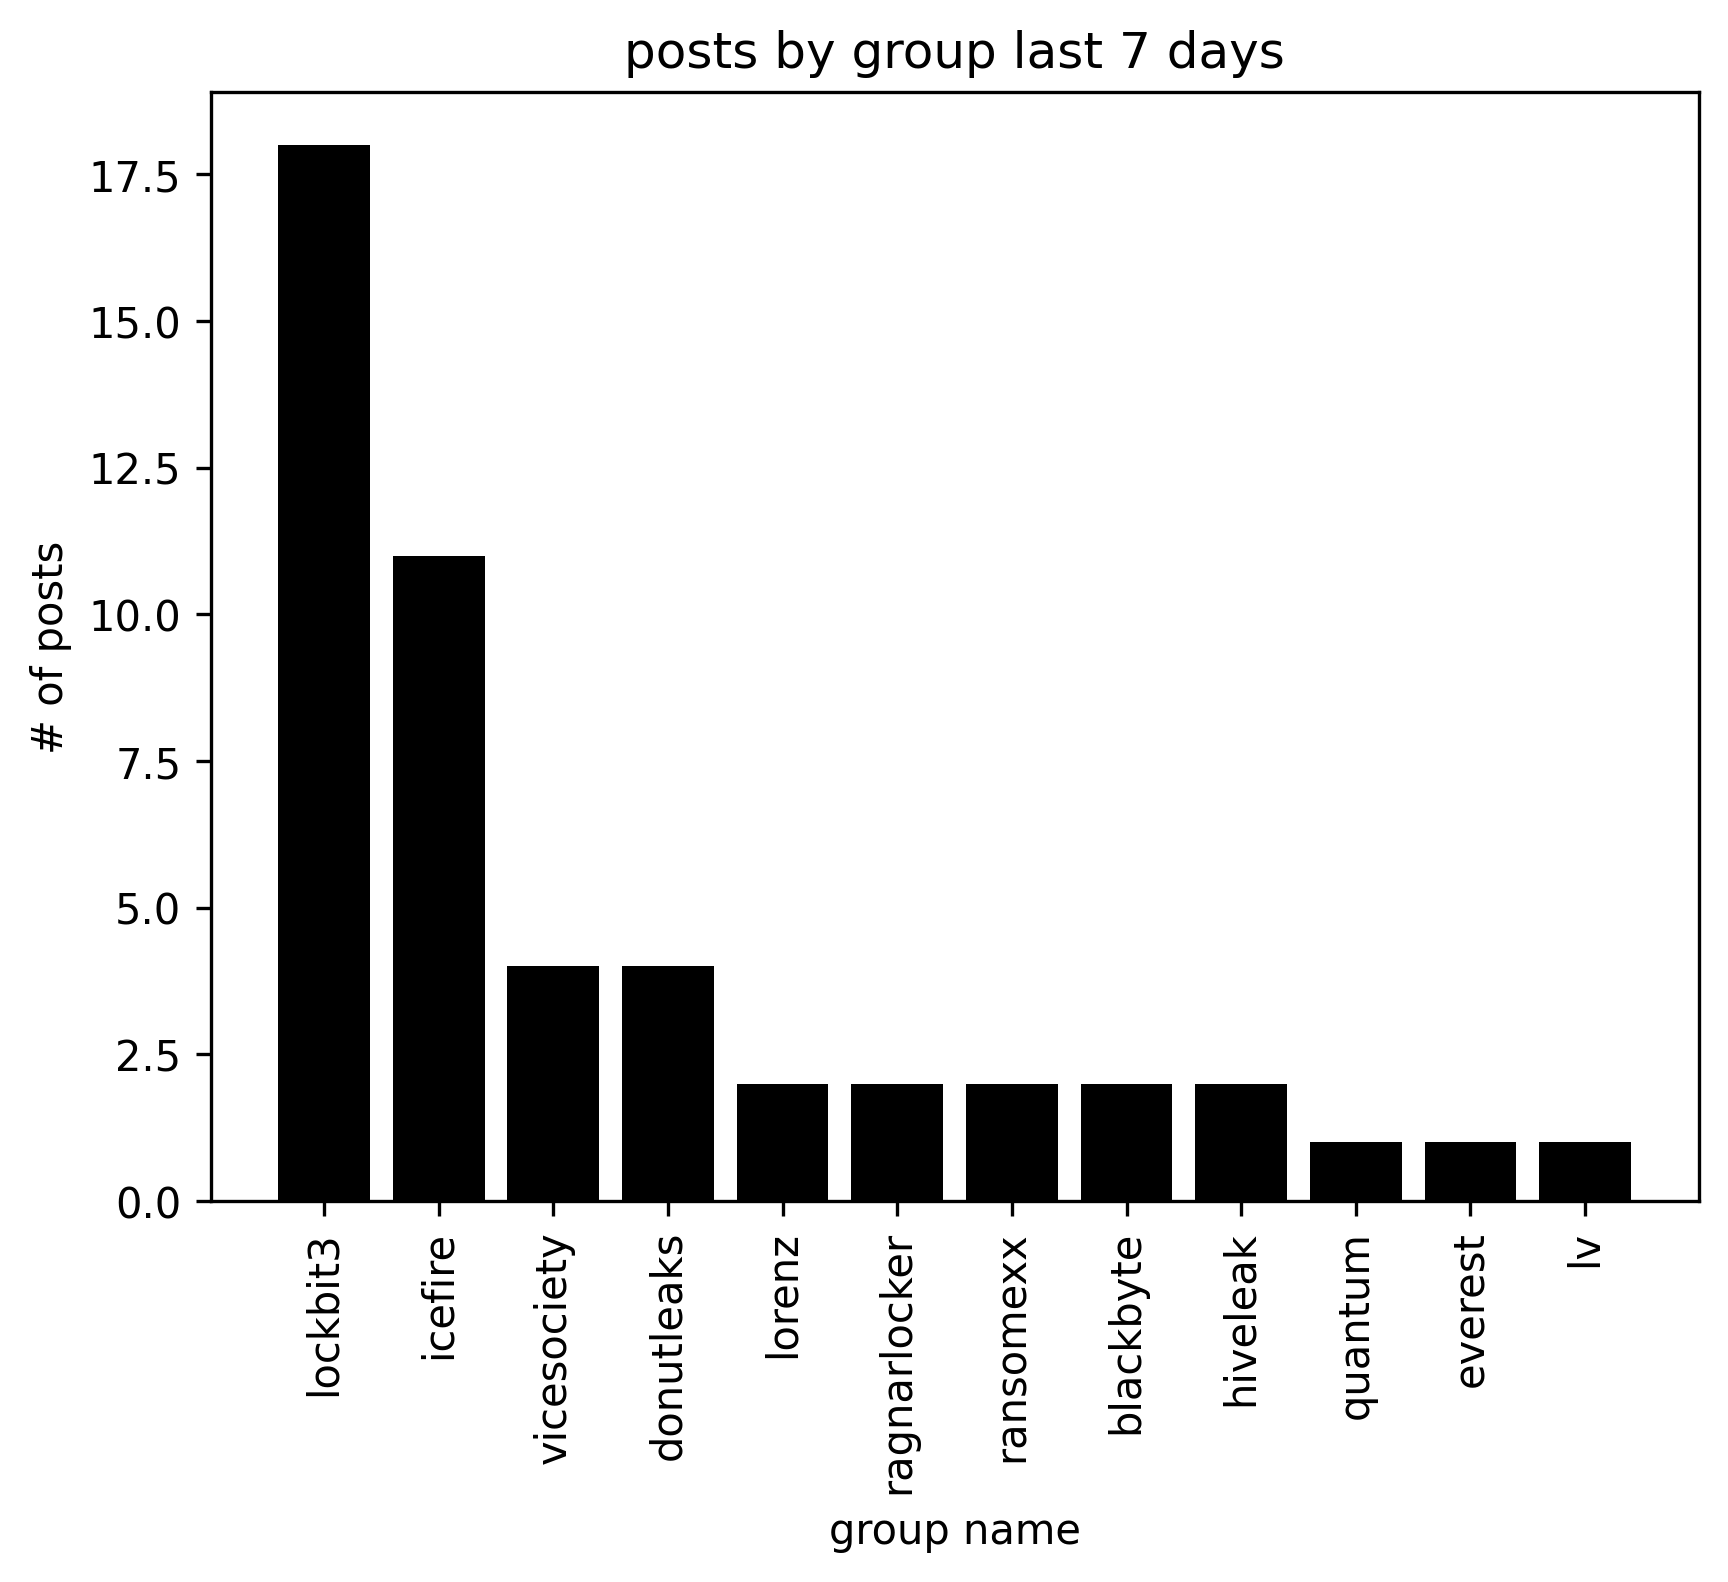 posts by group last 7 days
# of posts
17.5
15.0
12.5
10.0
7.5
5.0
2.5
0.0
lockbit3
icefire
vicesociety
donutleaks
lorenz
ragnarlocker
ransomexx
blackbyte
hiveleak
quantum
everest
lv
group name